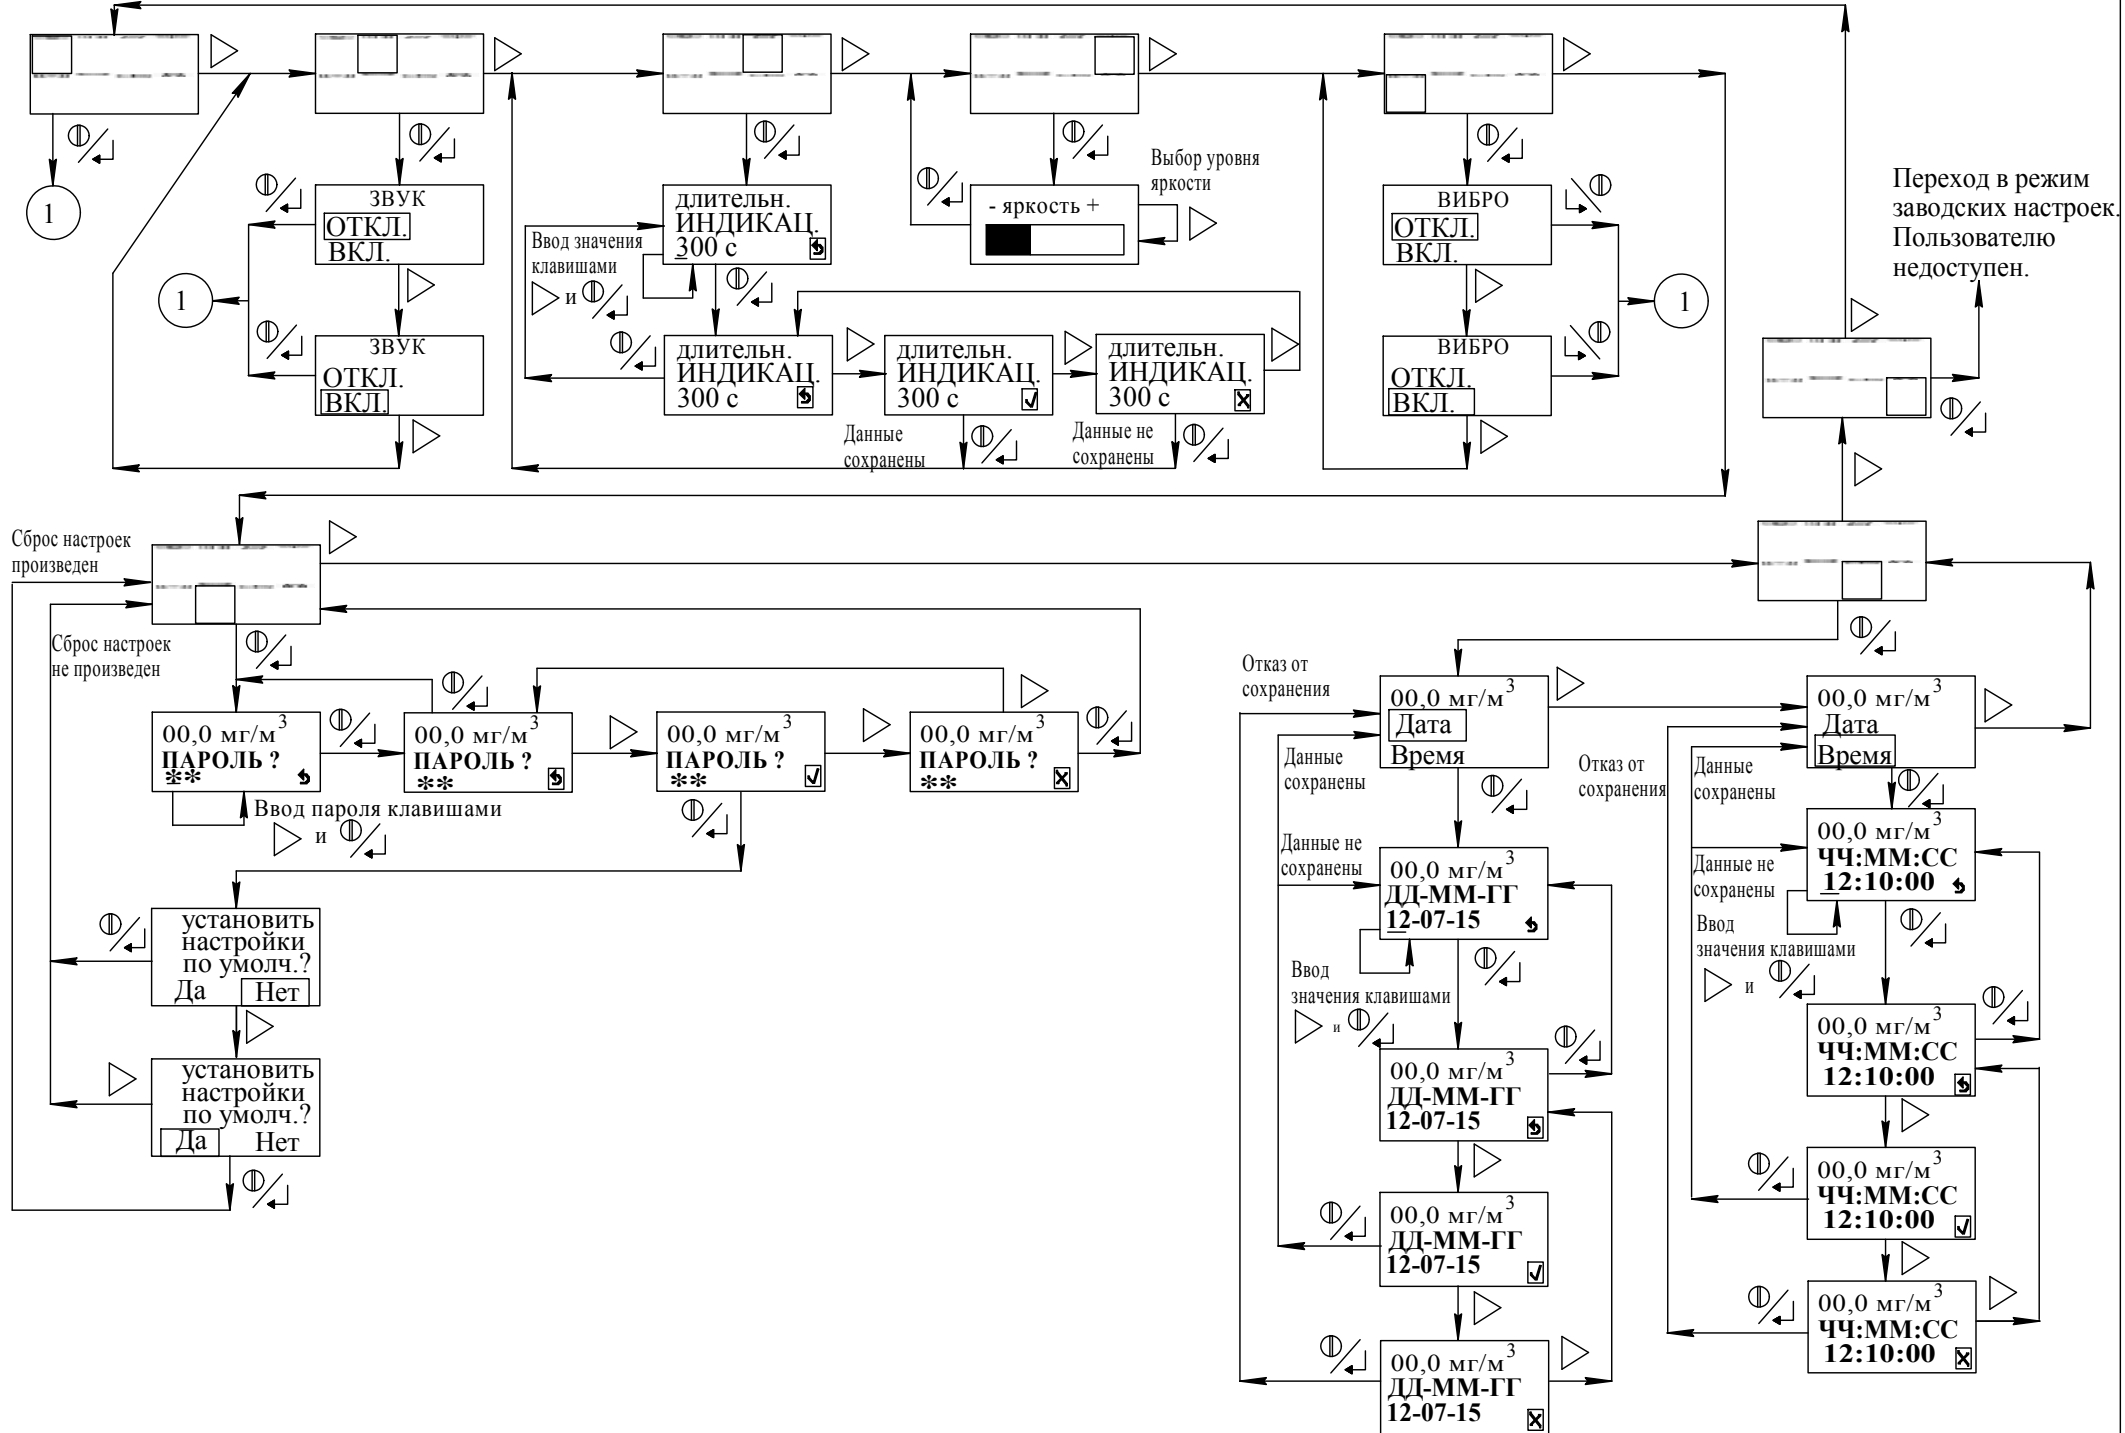 1
ЗВУК
ОТКЛ.
ВКЛ.
1
ЗВУК
ОТКЛ.
ВКЛ.
длительн.
ИНДИКАЦ.
300 с
Ввод значения
клавишами
и
длительн.
ИНДИКАЦ.
300 с
длительн.
ИНДИКАЦ.
300 с
длительн.
ИНДИКАЦ.
300 с
Данные
сохранены
Данные не
сохранены
Выбор уровня
яркости
- яркость +
ВИБРО
ОТКЛ.
ВКЛ.
1
ВИБРО
ОТКЛ.
ВКЛ.
Переход в режим
заводских настроек.
Пользователю
недоступен.
Сброс настроек
произведен
Сброс настроек
не произведен
00,0 мг/м³
ПАРОЛЬ ?
**
00,0 мг/м³
ПАРОЛЬ ?
**
00,0 мг/м³
ПАРОЛЬ ?
**
00,0 мг/м³
ПАРОЛЬ ?
**
Ввод пароля клавишами
и
установить
настройки
по умолч.?
Да Нет
установить
настройки
по умолч.?
Да Нет
Отказ от
сохранения
00,0 мг/м³
Дата
Время
Данные
сохранены
Данные не
сохранены
00,0 мг/м³
ДД-ММ-ГГ
12-07-15
Ввод
значения клавишами
и
00,0 мг/м³
ДД-ММ-ГГ
12-07-15
00,0 мг/м³
ДД-ММ-ГГ
12-07-15
00,0 мг/м³
ДД-ММ-ГГ
12-07-15
00,0 мг/м³
Дата
Время
Отказ от
сохранения
Данные
сохранены
Данные не
сохранены
00,0 мг/м³
ЧЧ:ММ:СС
12:10:00
Ввод
значения клавишами
и
00,0 мг/м³
ЧЧ:ММ:СС
12:10:00
00,0 мг/м³
ЧЧ:ММ:СС
12:10:00
00,0 мг/м³
ЧЧ:ММ:СС
12:10:00